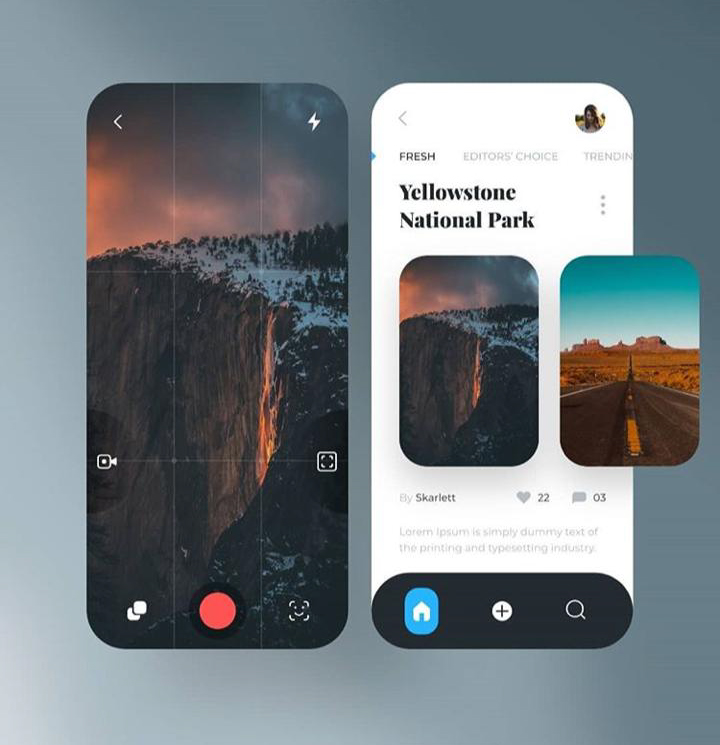 FRESH EDITORS' CHOICE TRENDIN
Yellowstone
National Park
By Skarlett 22 03
Lorem Ipsum is simply dummy text of
the printing and typesetting industry.